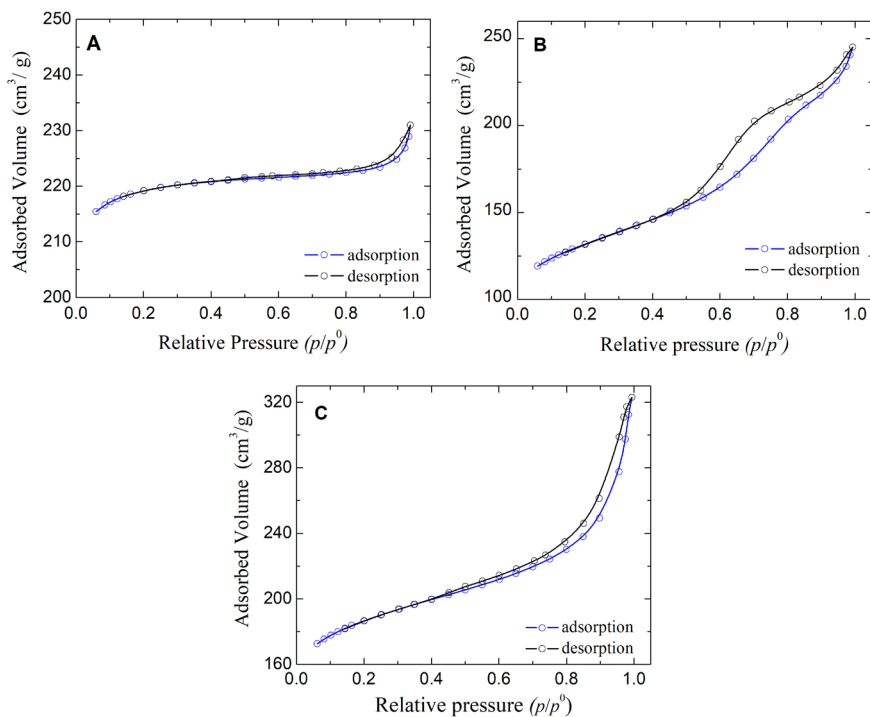 A
Adsorbed Volume (cm³/ g)
250
240
230
220
210
200
0.0 0.2 0.4 0.6 0.8 1.0
adsorption
desorption
Relative Pressure (p/p⁰)
B
Adsorbed Volume (cm³/g)
250
200
150
100
0.0 0.2 0.4 0.6 0.8 1.0
adsorption
desorption
Relative pressure (p/p⁰)
C
Adsorbed Volume (cm³/g)
320
280
240
200
160
0.0 0.2 0.4 0.6 0.8 1.0
adsorption
desorption
Relative pressure (p/p⁰)